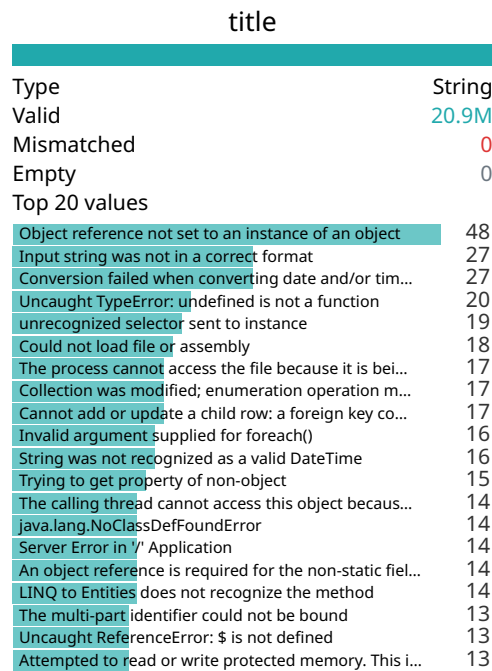 title
Type String
Valid 20.9M
Mismatched 0
Empty 0
Top 20 values
Object reference not set to an instance of an object 48
Input string was not in a correct format 27
Conversion failed when converting date and/or tim... 27
Uncaught TypeError: undefined is not a function 20
unrecognized selector sent to instance 19
Could not load file or assembly 18
The process cannot access the file because it is bei... 17
Collection was modified; enumeration operation m... 17
Cannot add or update a child row: a foreign key co... 17
Invalid argument supplied for foreach() 16
String was not recognized as a valid DateTime 16
Trying to get property of non-object 15
The calling thread cannot access this object becaus... 14
java.lang.NoClassDefFoundError 14
Server Error in '/' Application 14
An object reference is required for the non-static fiel... 14
LINQ to Entities does not recognize the method 14
The multi-part identifier could not be bound 13
Uncaught ReferenceError: $ is not defined 13
Attempted to read or write protected memory. This i... 13